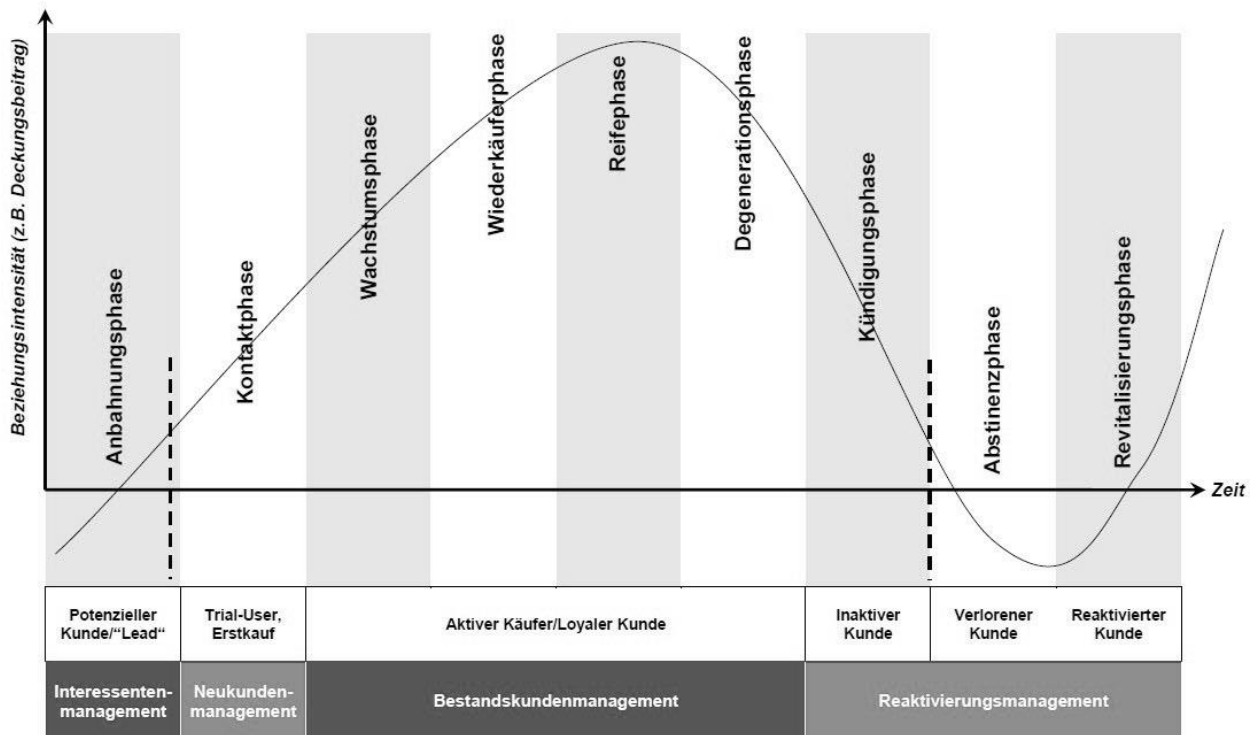 Beziehungsintensität (z.B. Deckungsbeitrag)
Anbahnungsphase
Kontaktphase
Wachstumsphase
Wiederkäuferphase
Reifephase
Degenerationsphase
Kündigungsphase
Abstinenzphase
Revitalisierungsphase
Zeit
Potenzieller
Kunde/"Lead“
Trial-User,
Erstkauf
Aktiver Käufer/Loyaler Kunde
Inaktiver
Kunde
Verlorener
Kunde
Reaktivierter
Kunde
Interessenten-
management
Neukunden-
management
Bestandskundenmanagement
Reaktivierungsmanagement